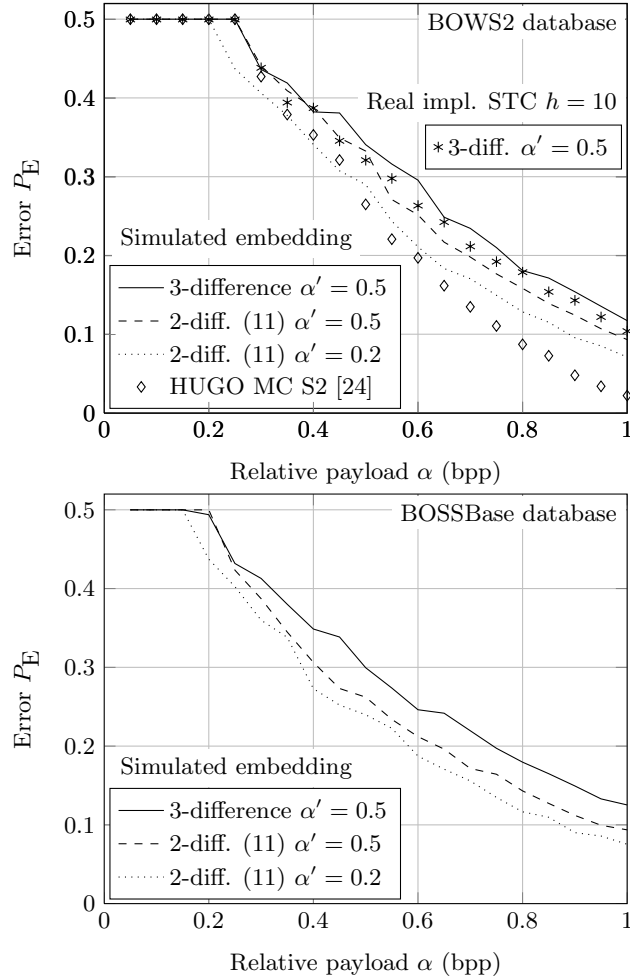 BOWS2 database
Real impl. STC h = 10
3-diff. α′ = 0.5
Simulated embedding
3-difference α′ = 0.5
2-diff. (11) α′ = 0.5
2-diff. (11) α′ = 0.2
HUGO MC S2 [24]
Error PE
0.5
0.4
0.3
0.2
0.1
0
0 0.2 0.4 0.6 0.8 1
Relative payload α (bpp)
BOSSBase database
Simulated embedding
3-difference α′ = 0.5
2-diff. (11) α′ = 0.5
2-diff. (11) α′ = 0.2
Error PE
0.5
0.4
0.3
0.2
0.1
0
0 0.2 0.4 0.6 0.8 1
Relative payload α (bpp)